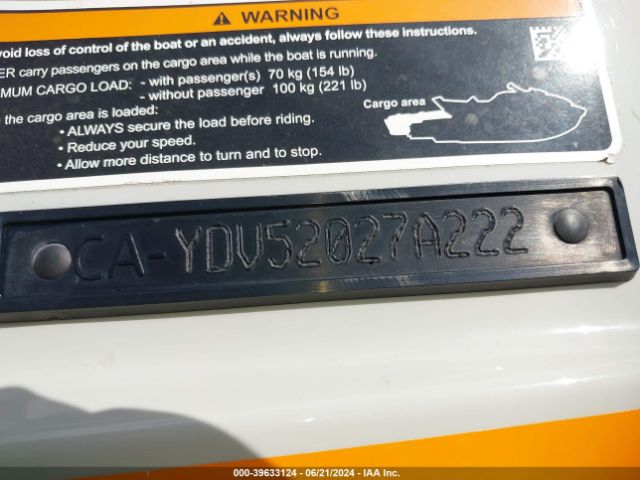 WARNING
void loss of control of the boat or an accident, always follow these instructions.
ER carry passengers on the cargo area while the boat is running.
MUM CARGO LOAD: - with passenger(s) 70 kg (154 lb)
- without passenger 100 kg (221 lb)
the cargo area is loaded:
• ALWAYS secure the load before riding.
• Reduce your speed.
• Allow more distance to turn and to stop.
Cargo area
CA-YDV52027A222
000-39633124 - 06/21/2024 - IAA Inc.